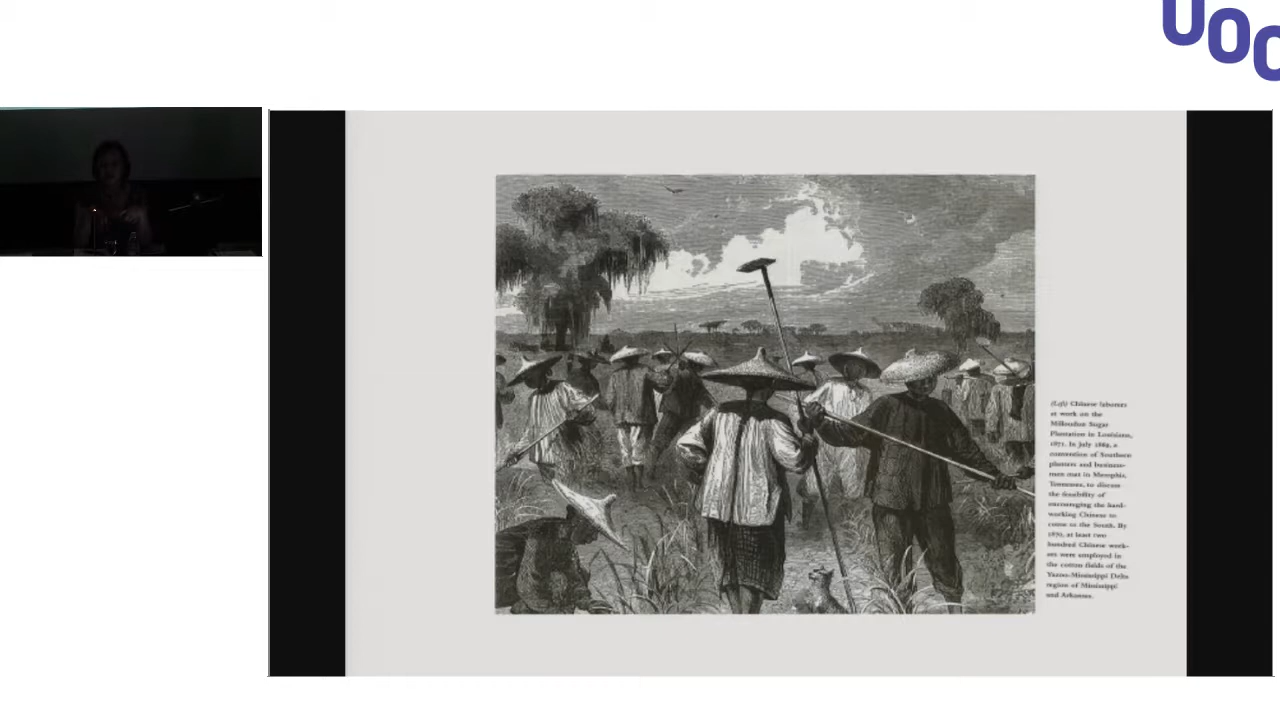 UOC
(Left) Chinese laborers
at work on the
Milloudon Sugar
Plantation in Louisiana,
1871. In July 1869, a
convention of Southern
planters and business-
men met in Memphis,
Tennessee, to discuss
the feasibility of
encouraging the hard-
working Chinese to
come to the South. By
1870, at least two
hundred Chinese work-
ers were employed in
the cotton fields of the
Yazoo-Mississippi Delta
region of Mississippi
and Arkansas.